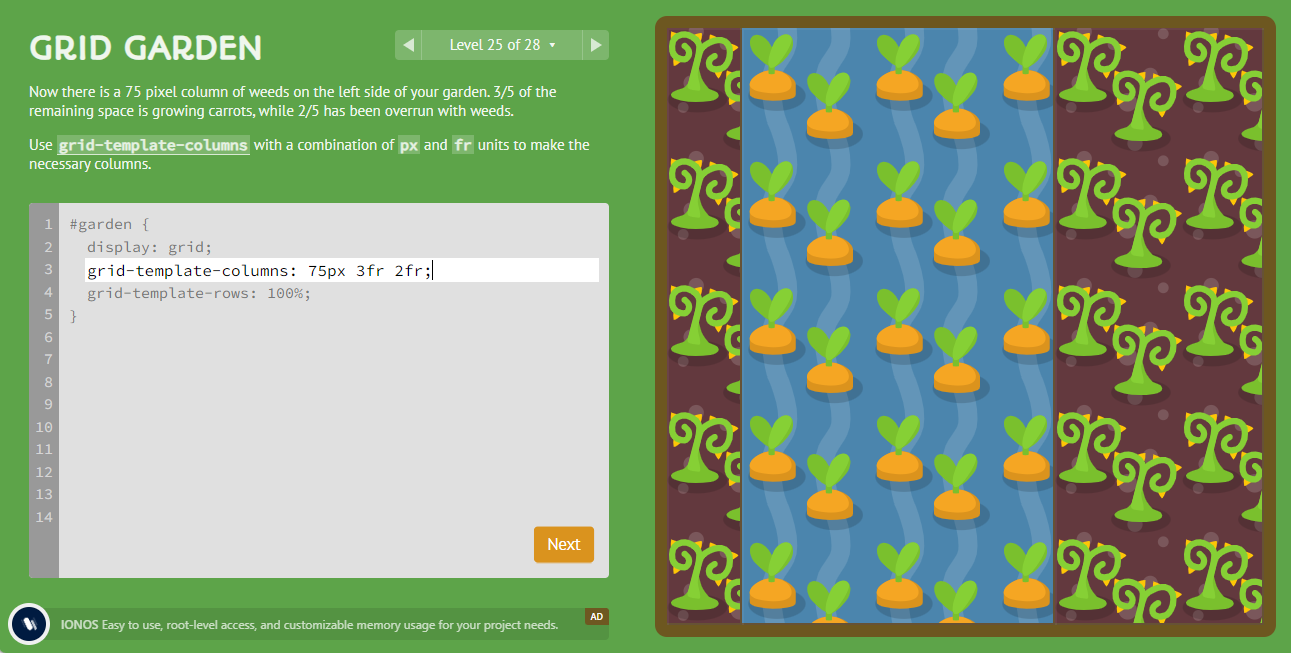 GRID GARDEN
◀ Level 25 of 28 ▾ ▶
Now there is a 75 pixel column of weeds on the left side of your garden. 3/5 of the
remaining space is growing carrots, while 2/5 has been overrun with weeds.
Use grid-template-columns with a combination of px and fr units to make the
necessary columns.
1 #garden {
2 display: grid;
3 grid-template-columns: 75px 3fr 2fr;
4 grid-template-rows: 100%;
5 }
6
7
8
9
10
11
12
13
14
Next
IONOS Easy to use, root-level access, and customizable memory usage for your project needs.
AD